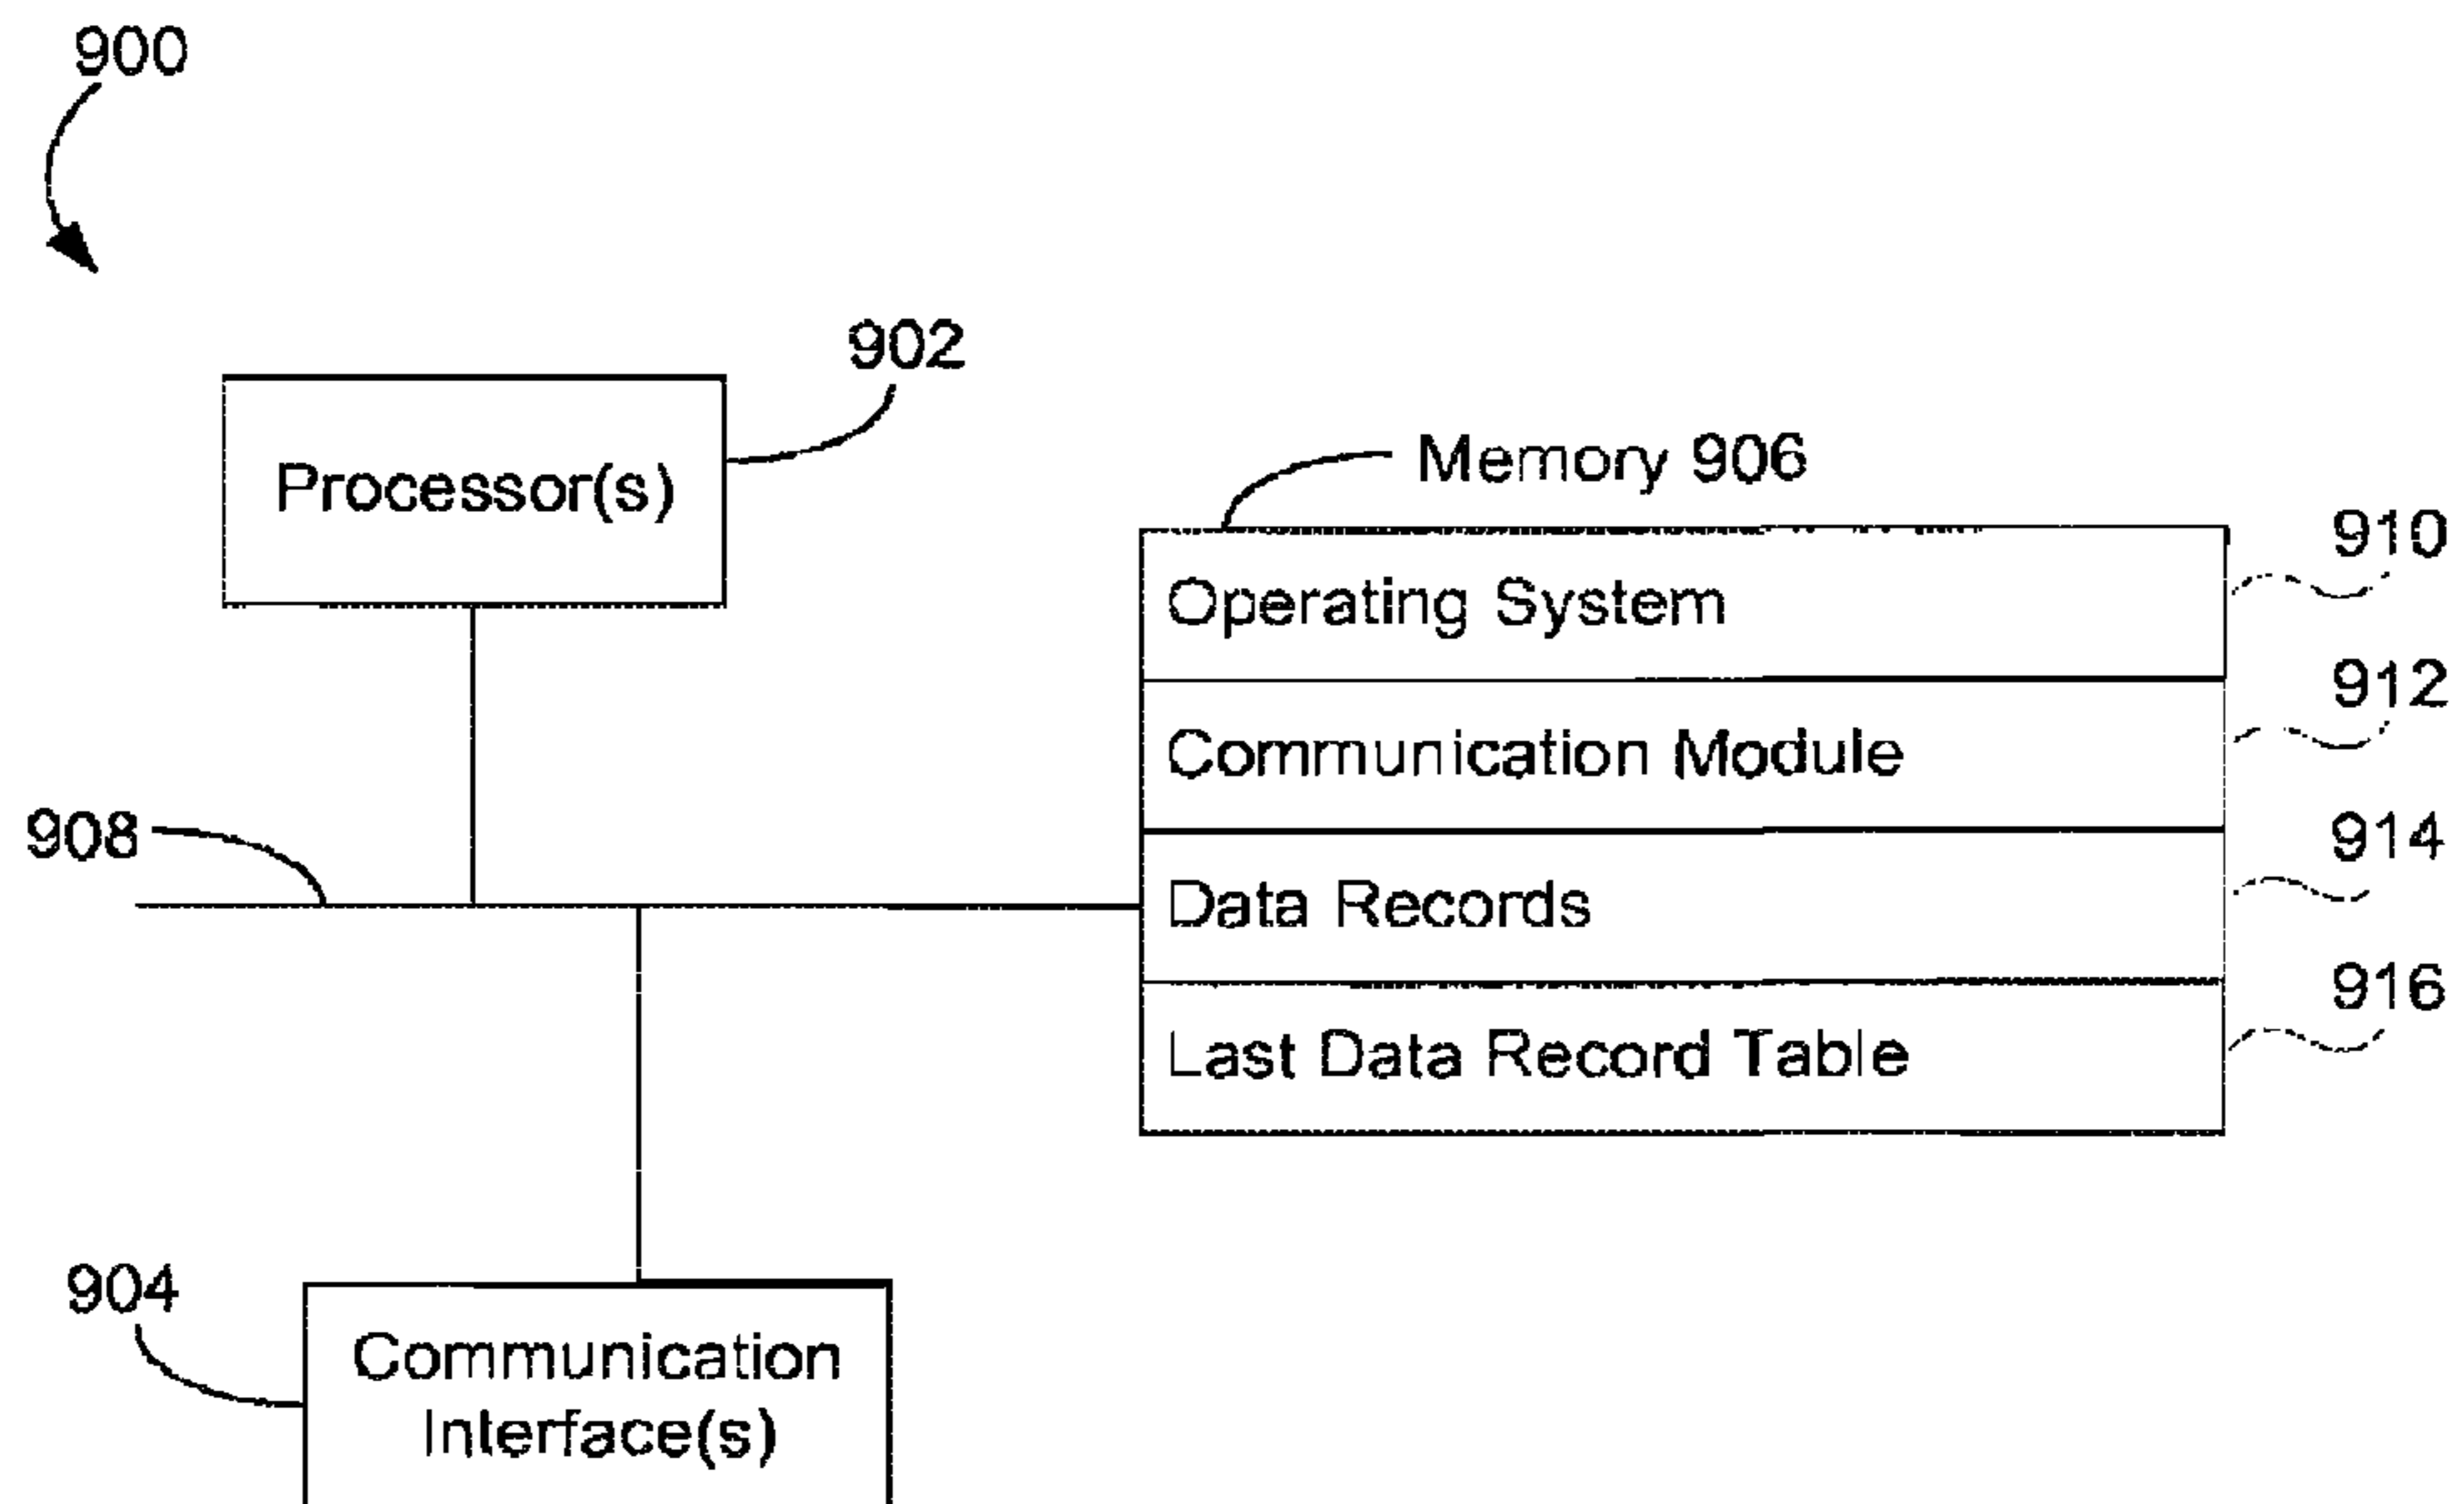 900
902
Processor(s)
Memory 906
910
Operating System
912
Communication Module
908
914
Data Records
916
Last Data Record Table
904
Communication
Interface(s)